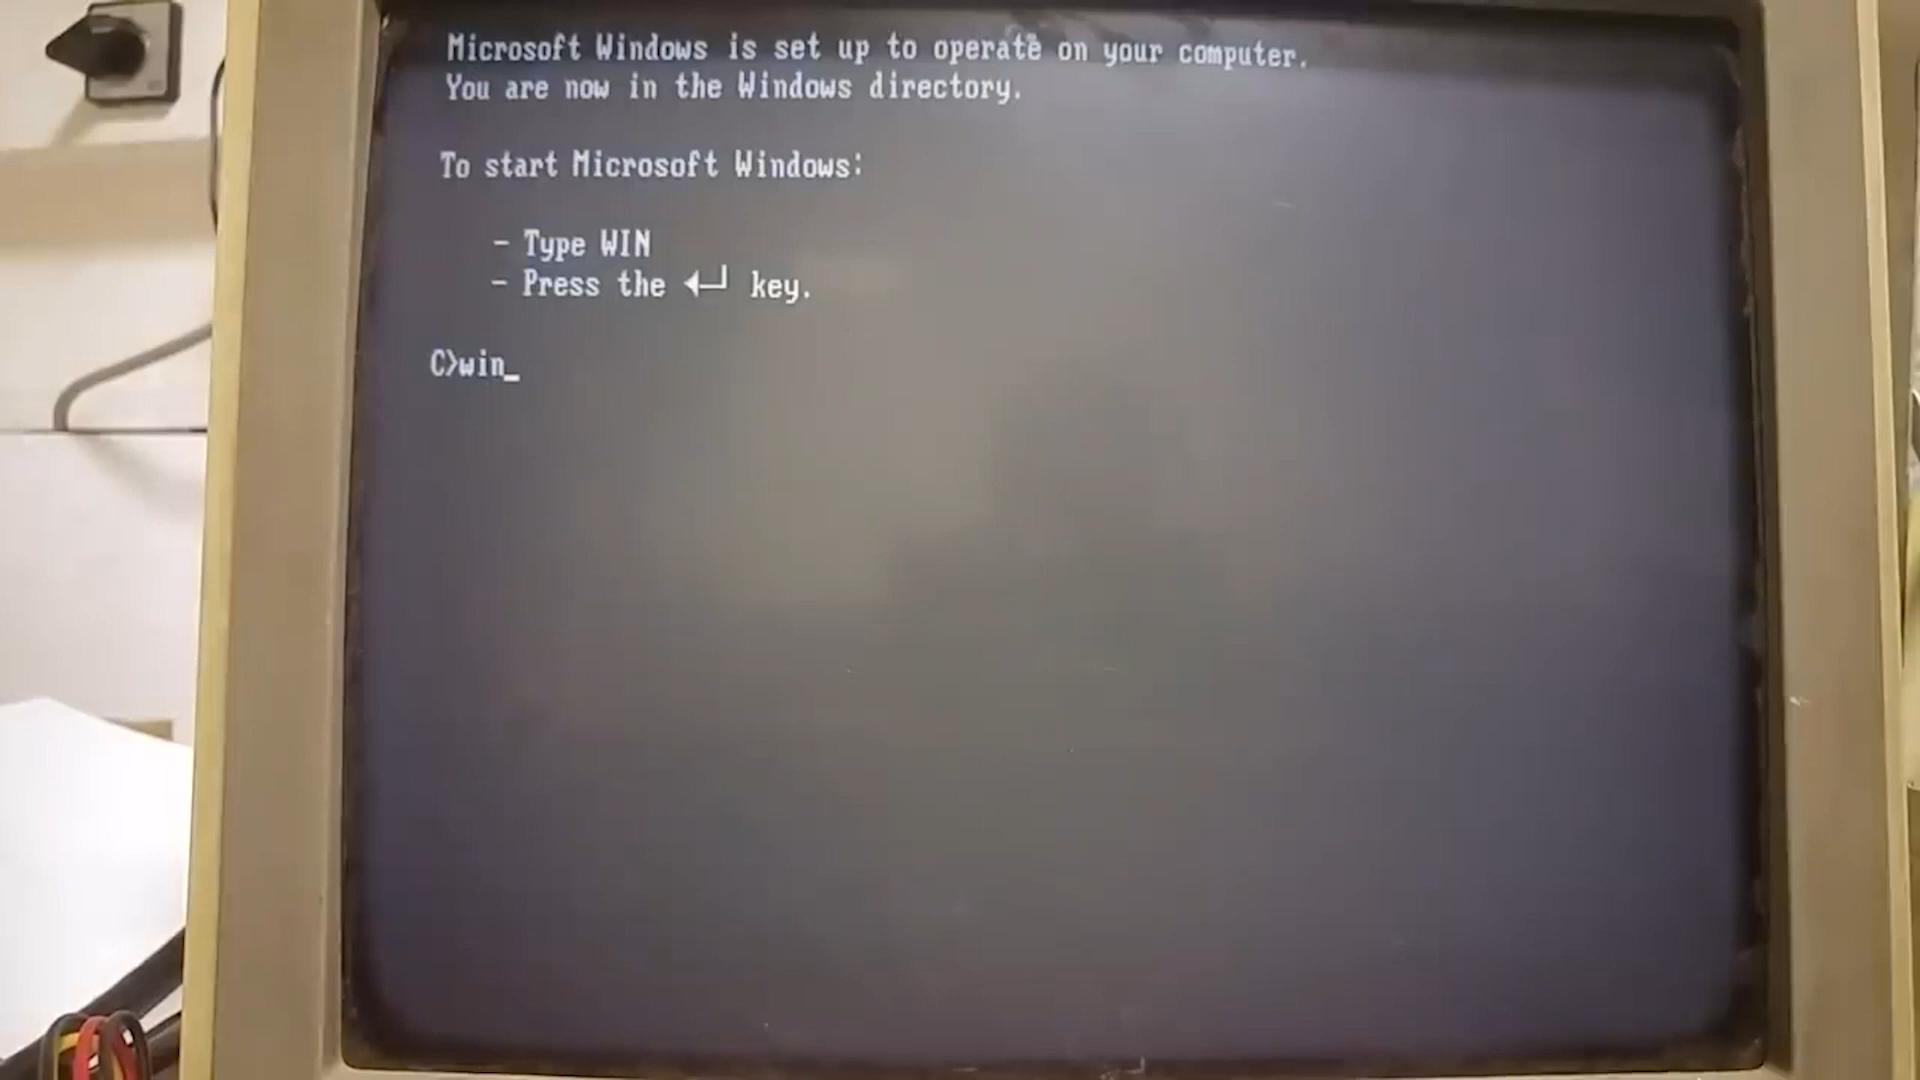 Microsoft Windows is set up to operate on your computer.
You are now in the Windows directory.
To start Microsoft Windows:
- Type WIN
- Press the ◄─┘ key.
C>win_